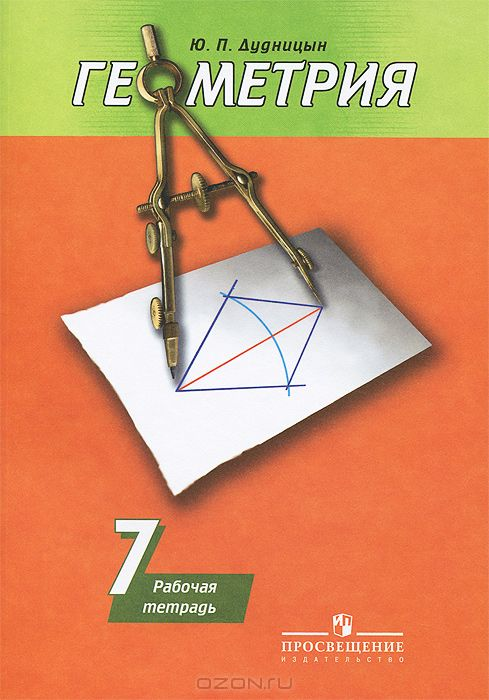 Ю. П. Дудницын
ГЕОМЕТРИЯ
7
Рабочая
тетрадь
ПРОСВЕЩЕНИЕ
ИЗДАТЕЛЬСТВО
OZON.RU